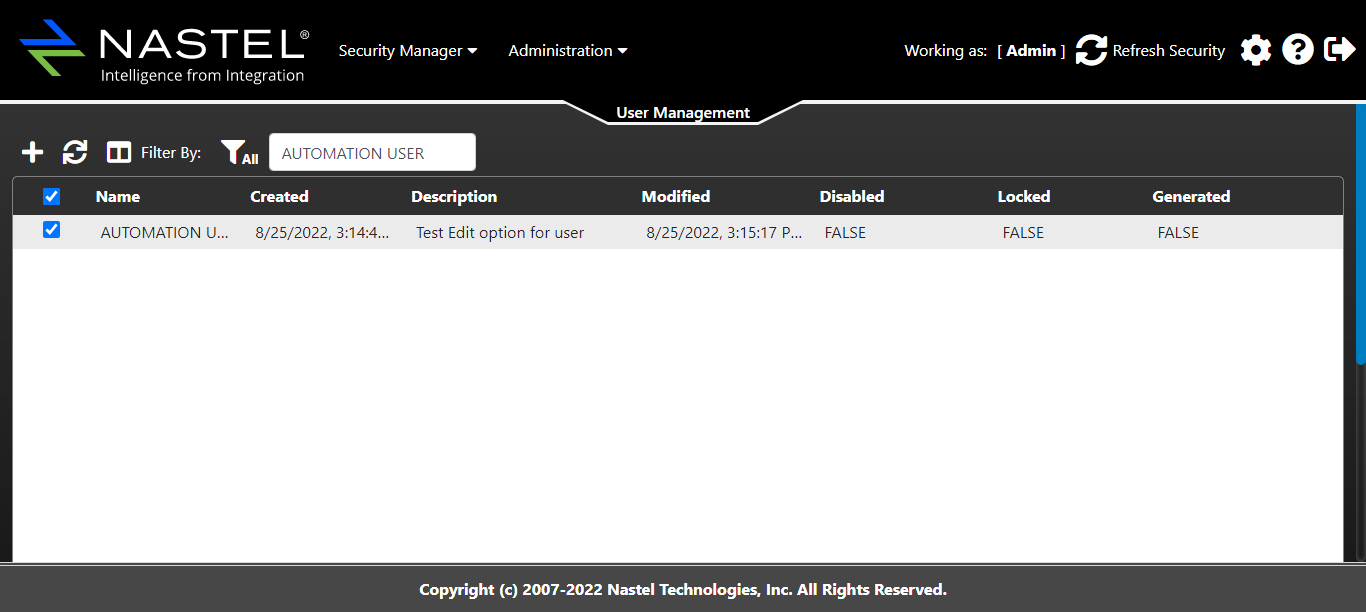 NASTEL®
Intelligence from Integration
Security Manager
Administration
Working as: [ Admin ]
Refresh Security
User Management
Filter By:
All
AUTOMATION USER
Name Created Description Modified Disabled Locked Generated
AUTOMATION U... 8/25/2022, 3:14:4... Test Edit option for user 8/25/2022, 3:15:17 P... FALSE FALSE FALSE
Copyright (c) 2007-2022 Nastel Technologies, Inc. All Rights Reserved.